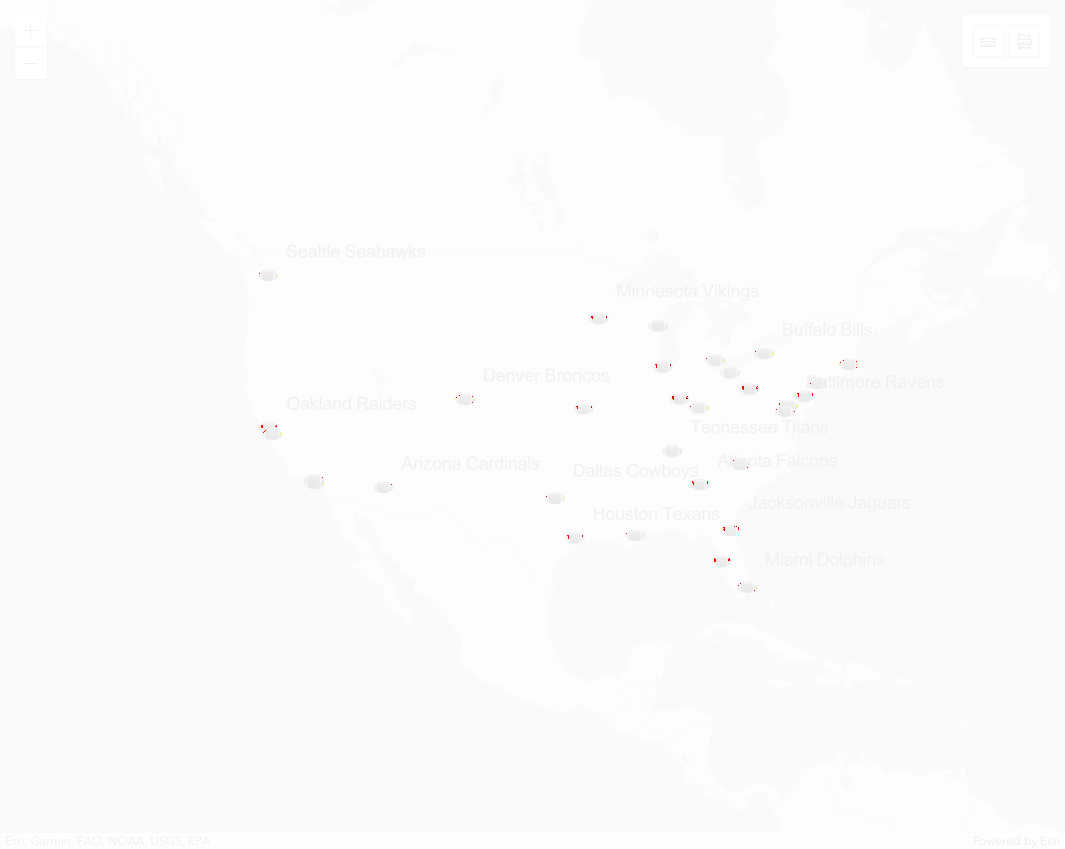 Seattle Seahawks
Minnesota Vikings
Buffalo Bills
Denver Broncos
Baltimore Ravens
Oakland Raiders
Tennessee Titans
Arizona Cardinals
Atlanta Falcons
Dallas Cowboys
Jacksonville Jaguars
Houston Texans
Miami Dolphins
Esri, Garmin, FAO, NOAA, USGS, EPA
Powered by Esri